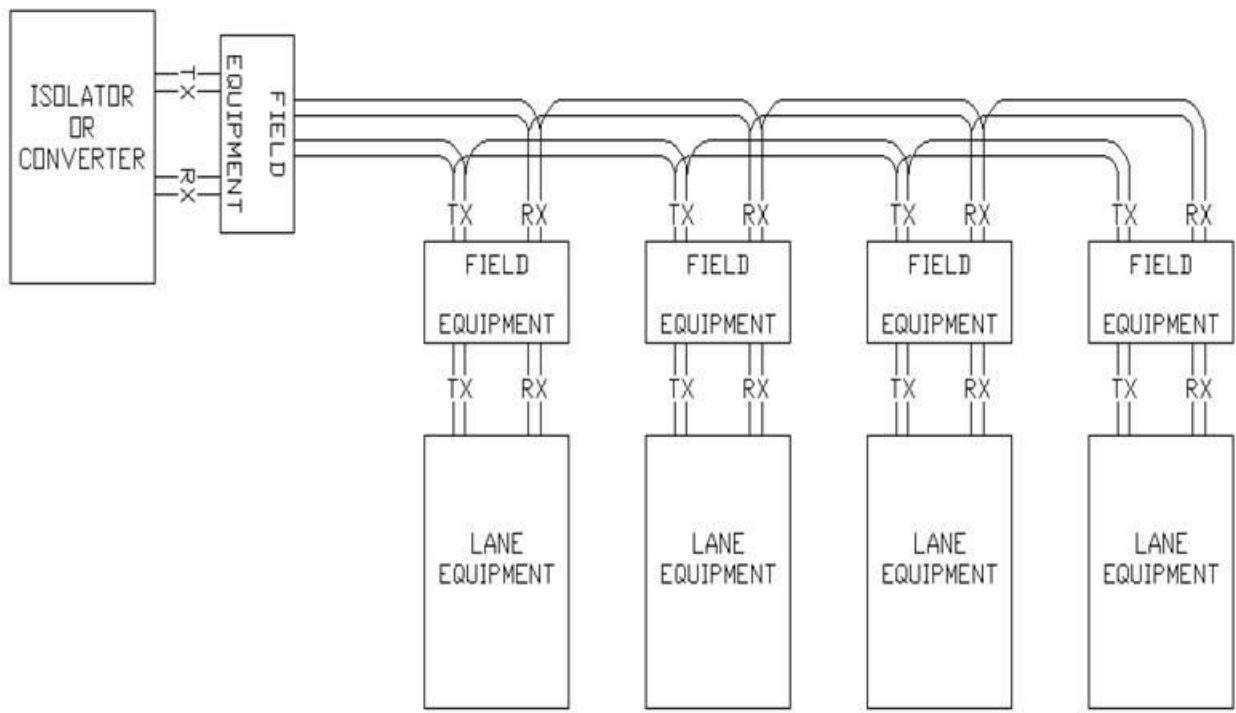 ISOLATOR
OR
CONVERTER
TX
RX
FIELD
EQUIPMENT
TX RX
TX RX
TX RX
TX RX
FIELD
EQUIPMENT
FIELD
EQUIPMENT
FIELD
EQUIPMENT
FIELD
EQUIPMENT
TX RX
TX RX
TX RX
TX RX
LANE
EQUIPMENT
LANE
EQUIPMENT
LANE
EQUIPMENT
LANE
EQUIPMENT